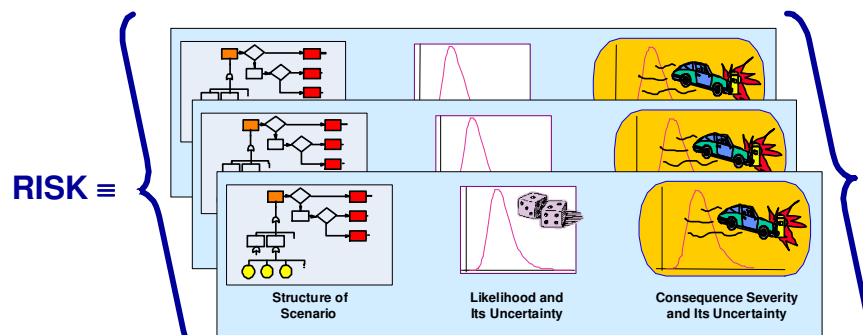 RISK ≡
Structure of
Scenario
Likelihood and
Its Uncertainty
Consequence Severity
and Its Uncertainty